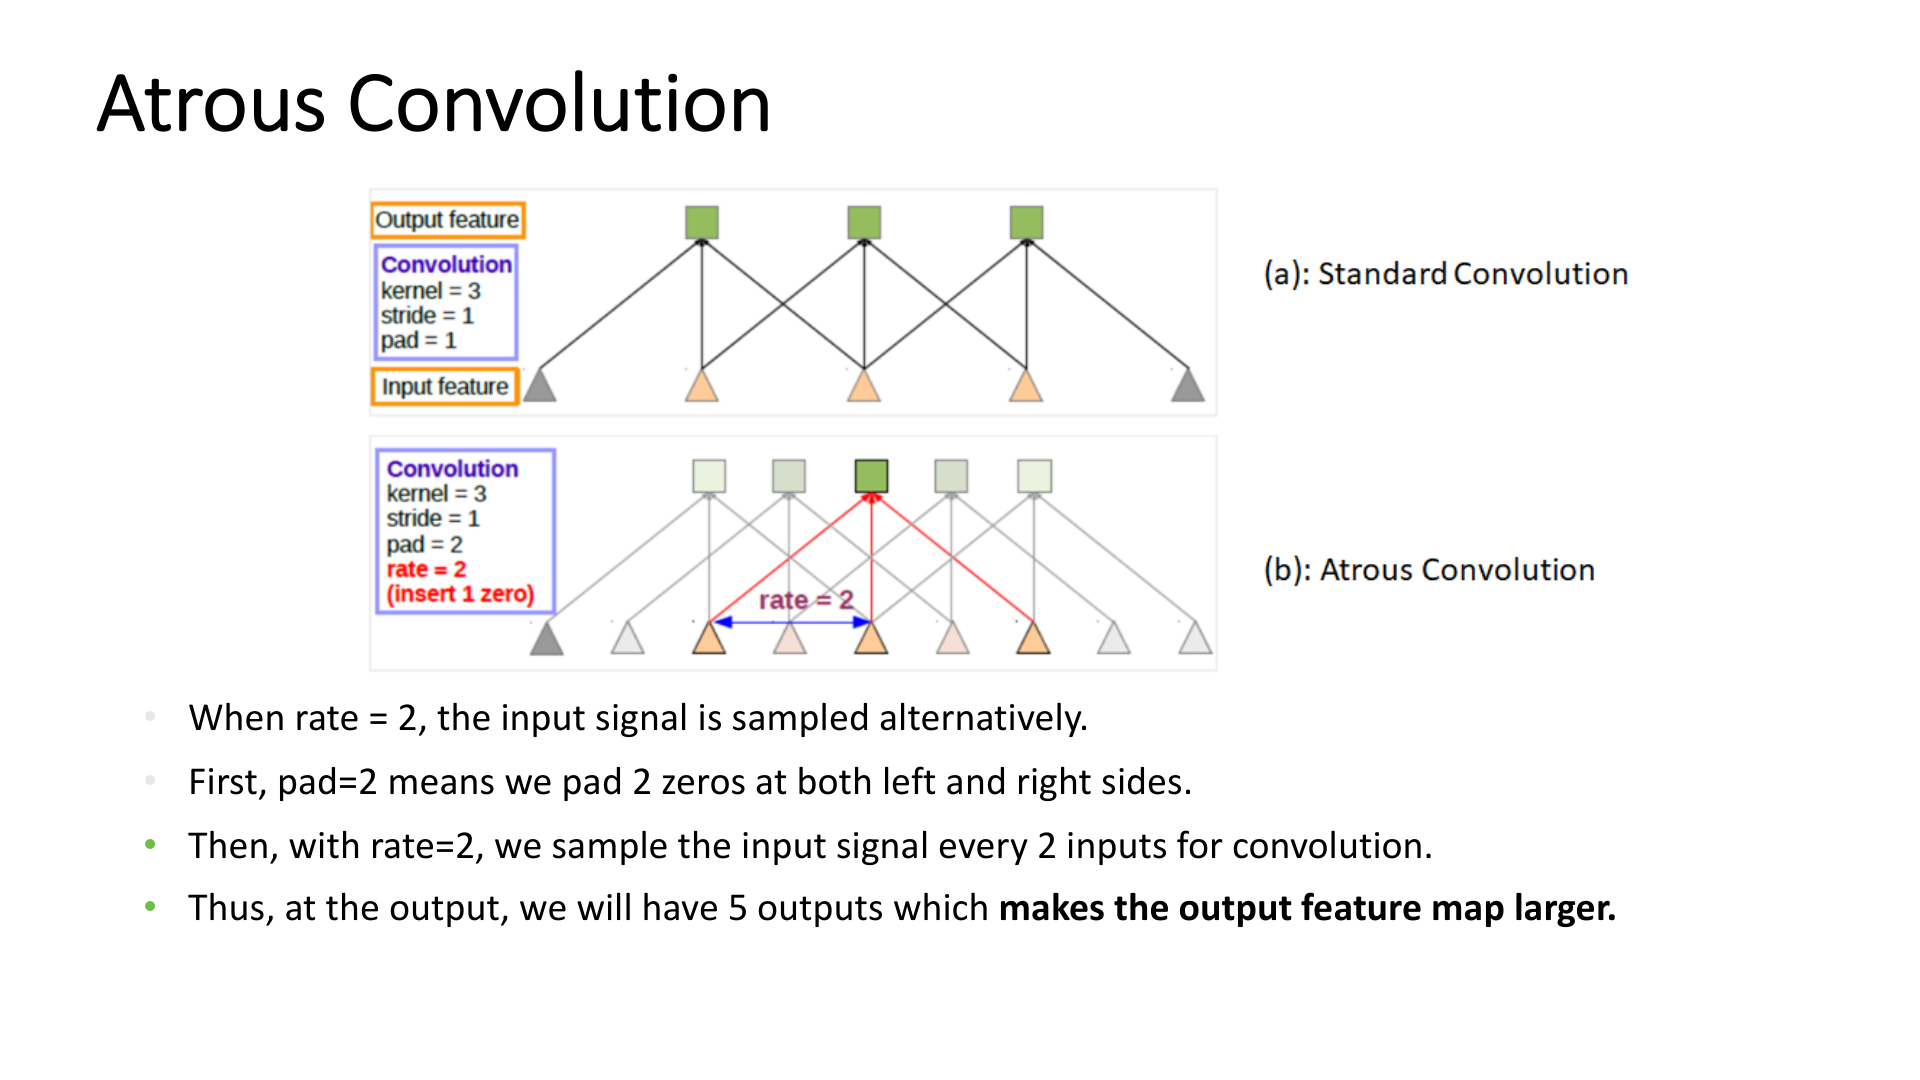 Atrous Convolution
Output feature
Convolution
kernel = 3
stride = 1
pad = 1
Input feature
(a): Standard Convolution
Convolution
kernel = 3
stride = 1
pad = 2
rate = 2
(insert 1 zero)
rate = 2
(b): Atrous Convolution
• When rate = 2, the input signal is sampled alternatively.
• First, pad=2 means we pad 2 zeros at both left and right sides.
• Then, with rate=2, we sample the input signal every 2 inputs for convolution.
• Thus, at the output, we will have 5 outputs which makes the output feature map larger.